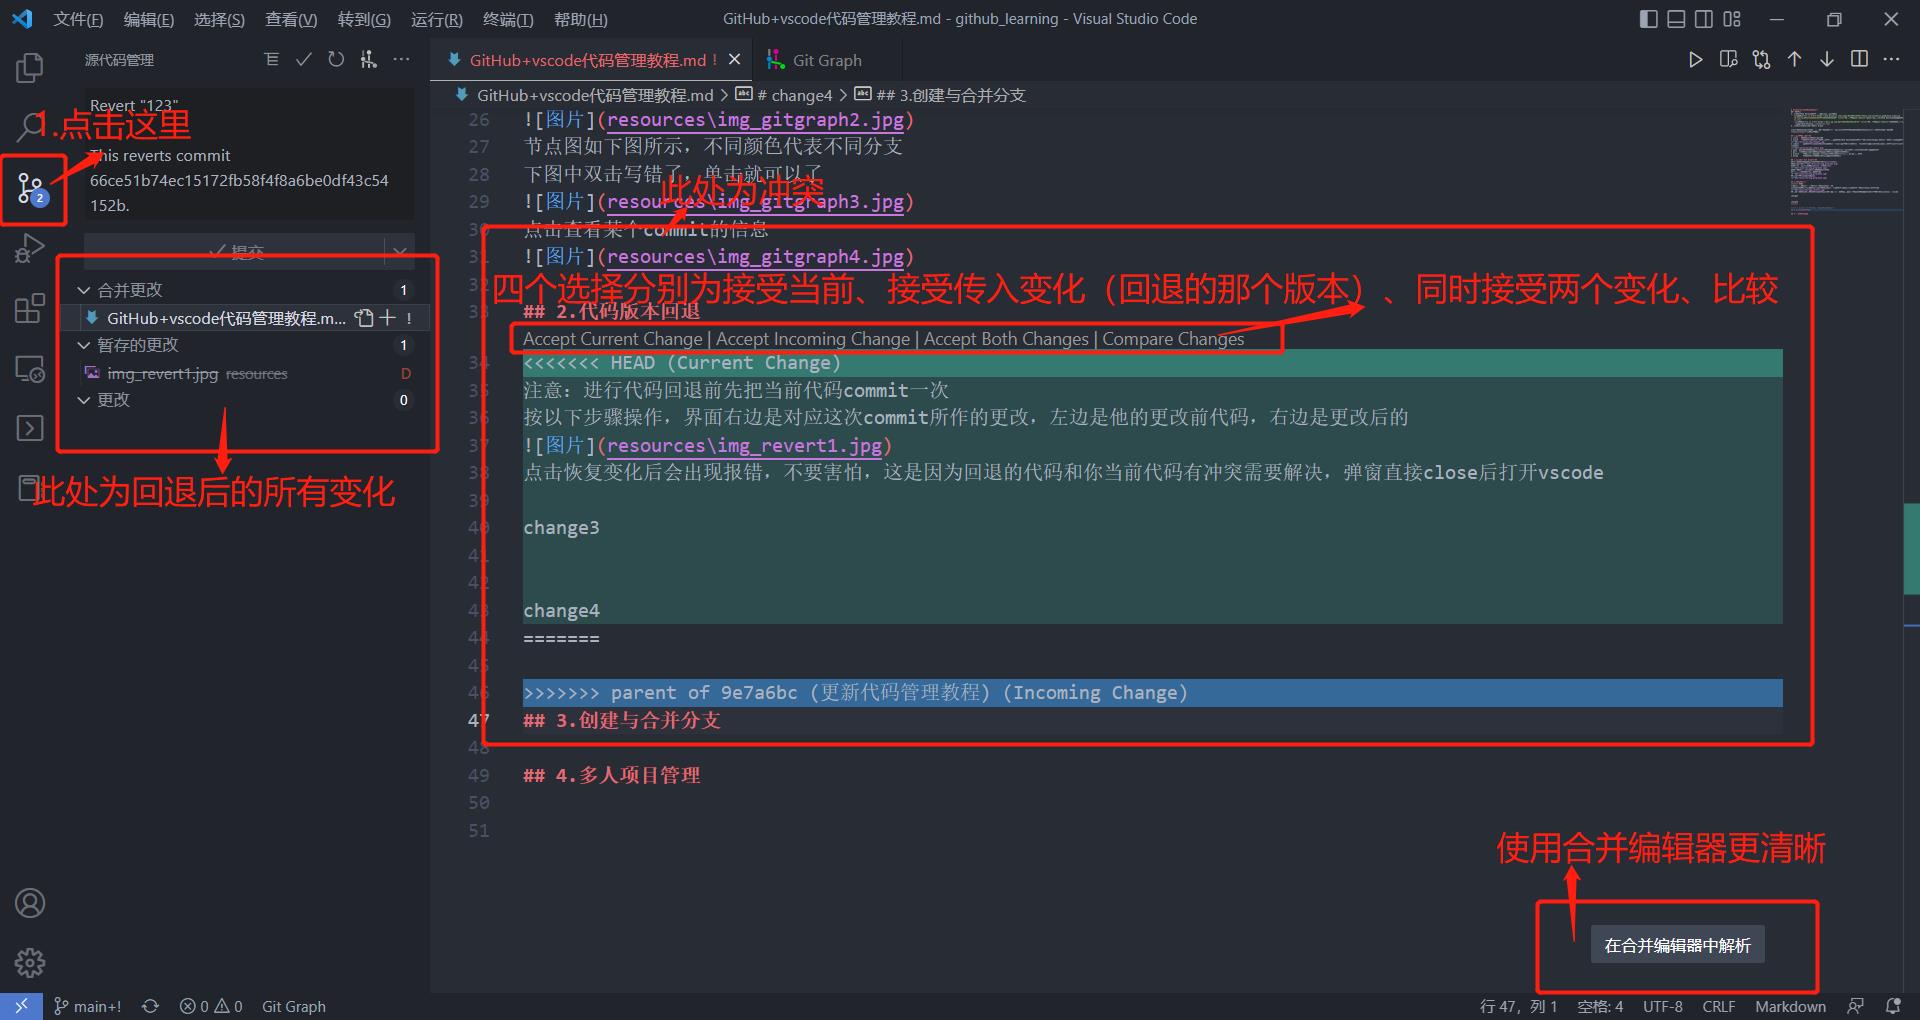 文件(F) 编辑(E) 选择(S) 查看(V) 转到(G) 运行(R) 终端(T) 帮助(H)
GitHub+vscode代码管理教程.md - github_learning - Visual Studio Code
源代码管理
GitHub+vscode代码管理教程.md !
Git Graph
GitHub+vscode代码管理教程.md > # change4 > ## 3.创建与合并分支
Revert "123"
1.点击这里
This reverts commit
66ce51b74ec15172fb58f4f8a6be0df43c54
152b.
2
提交
合并更改 1
GitHub+vscode代码管理教程.m... !
暂存的更改 1
img_revert1.jpg resources D
更改 0
此处为回退后的所有变化
26 ![图片](resources\img_gitgraph2.jpg)
27 节点图如下图所示，不同颜色代表不同分支
28 下图中双击写错了，单击就可以了
此处为冲突
29 ![图片](resources\img_gitgraph3.jpg)
30 点击查看某个commit的信息
31 ![图片](resources\img_gitgraph4.jpg)
32
四个选择分别为接受当前、接受传入变化（回退的那个版本）、同时接受两个变化、比较
33 ## 2.代码版本回退
Accept Current Change | Accept Incoming Change | Accept Both Changes | Compare Changes
34 <<<<<<< HEAD (Current Change)
35 注意：进行代码回退前先把当前代码commit一次
36 按以下步骤操作，界面右边是对应这次commit所作的更改，左边是他的更改前代码，右边是更改后的
37 ![图片](resources\img_revert1.jpg)
38 点击恢复变化后会出现报错，不要害怕，这是因为回退的代码和你当前代码有冲突需要解决，弹窗直接close后打开vscode
39
40 change3
41
42
43 change4
44 =======
45
46 >>>>>>> parent of 9e7a6bc (更新代码管理教程) (Incoming Change)
47 ## 3.创建与合并分支
48
49 ## 4.多人项目管理
50
51
使用合并编辑器更清晰
在合并编辑器中解析
main+! 0 0 Git Graph
行 47，列 1 空格: 4 UTF-8 CRLF Markdown